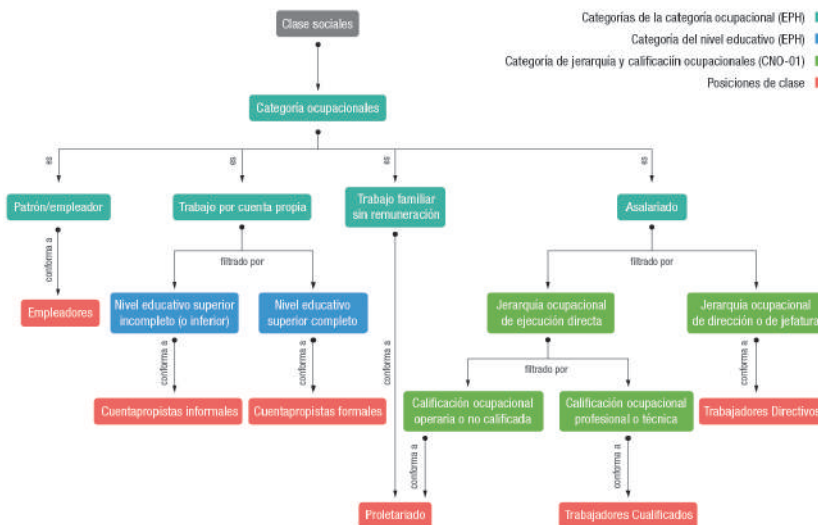 Clase sociales
Categorías de la categoría ocupacional (EPH)
Categoría del nivel educativo (EPH)
Categoría de jerarquía y calificaciin ocupacionales (CNO-01)
Posiciones de clase
Categoría ocupacionales
es
es
es
es
Patrón/empleador
Trabajo por cuenta propia
Trabajo familiar
sin remuneración
Asalariado
conforma a
filtrado por
filtrado por
Empleadores
Nivel educativo superior
incompleto (o inferior)
Nivel educativo
superior completo
Jerarquía ocupacional
de ejecución directa
Jerarquía ocupacional
de dirección o de jefatura
conforma a
conforma a
conforma a
filtrado por
conforma a
Cuentapropistas informales
Cuentapropistas formales
Calificación ocupacional
operaria o no calificada
Calificación ocupacional
profesional o técnica
Trabajadores Directivos
conforma a
conforma a
Proletariado
Trabajadores Cualificados